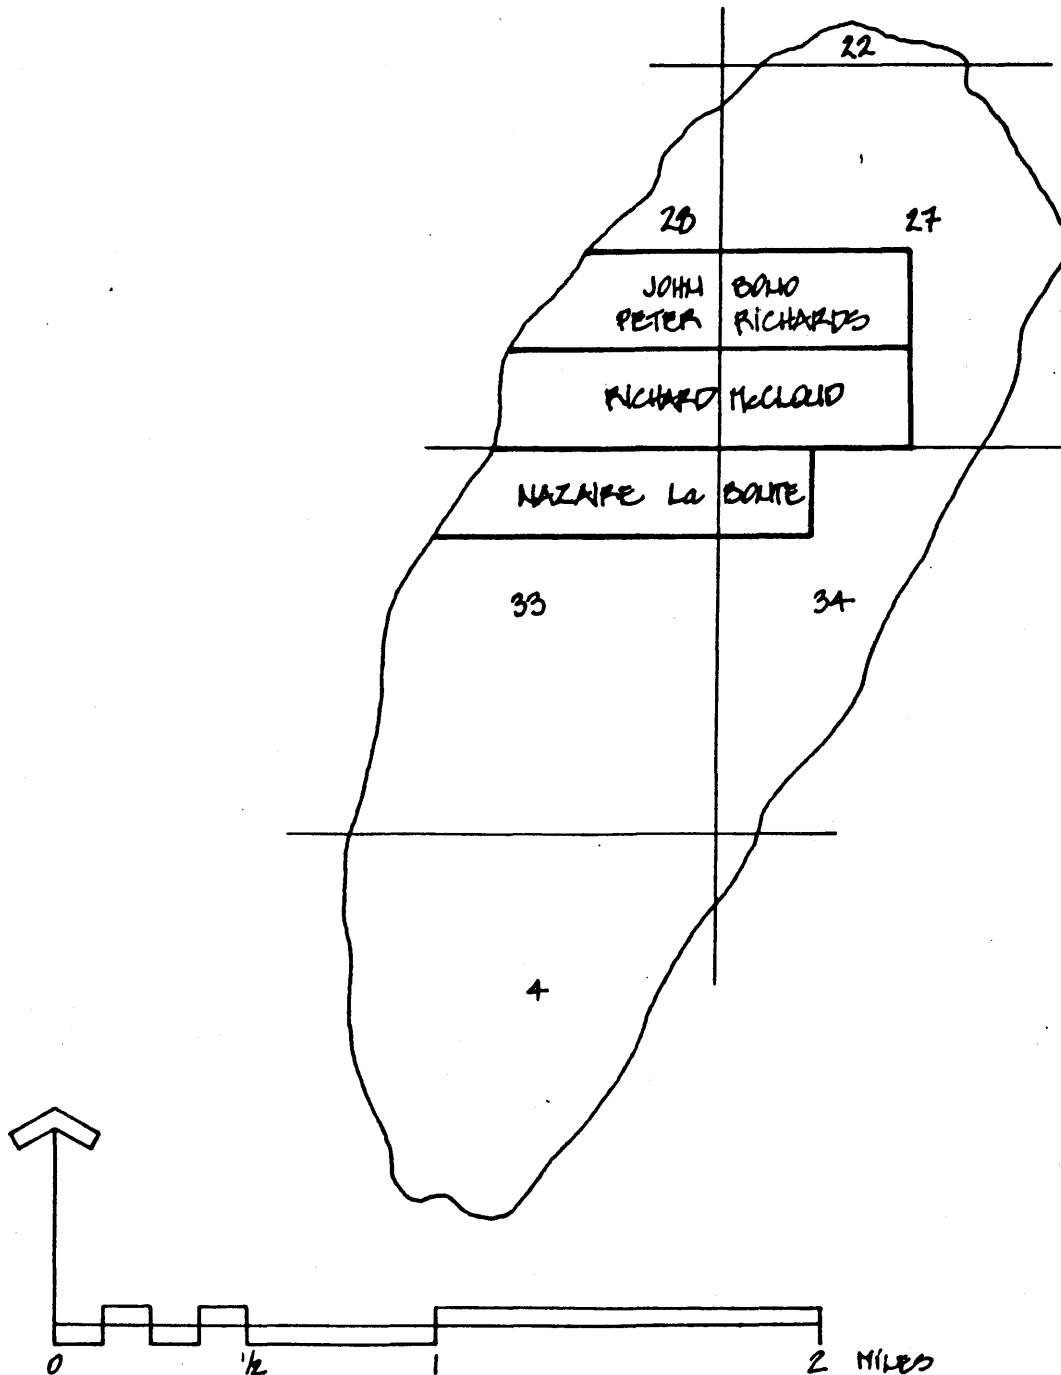 22
28 27
JOHN BONO
PETER RICHARDS
RICHARD McCLOUD
NAZAIRE La BONTE
33 34
4
0 1/2 1 2 MILES